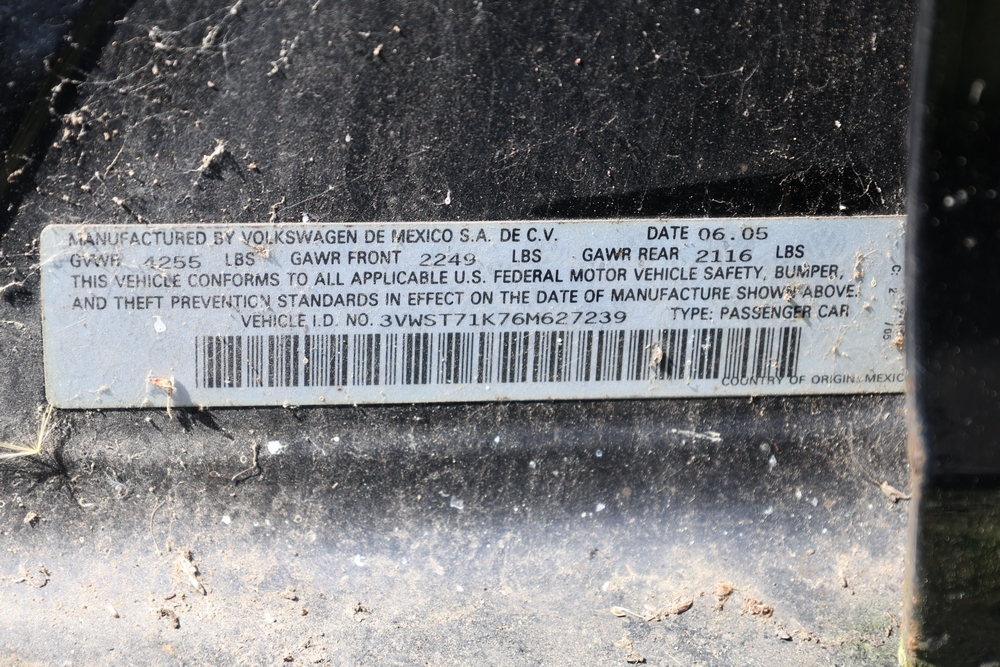 MANUFACTURED BY VOLKSWAGEN DE MEXICO S.A. DE C.V. DATE 06.05
GVWR 4255 LBS GAWR FRONT 2249 LBS GAWR REAR 2116 LBS
THIS VEHICLE CONFORMS TO ALL APPLICABLE U.S. FEDERAL MOTOR VEHICLE SAFETY, BUMPER,
AND THEFT PREVENTION STANDARDS IN EFFECT ON THE DATE OF MANUFACTURE SHOWN ABOVE.
VEHICLE I.D. NO. 3VWST71K76M627239 TYPE: PASSENGER CAR
COUNTRY OF ORIGIN: MEXIC